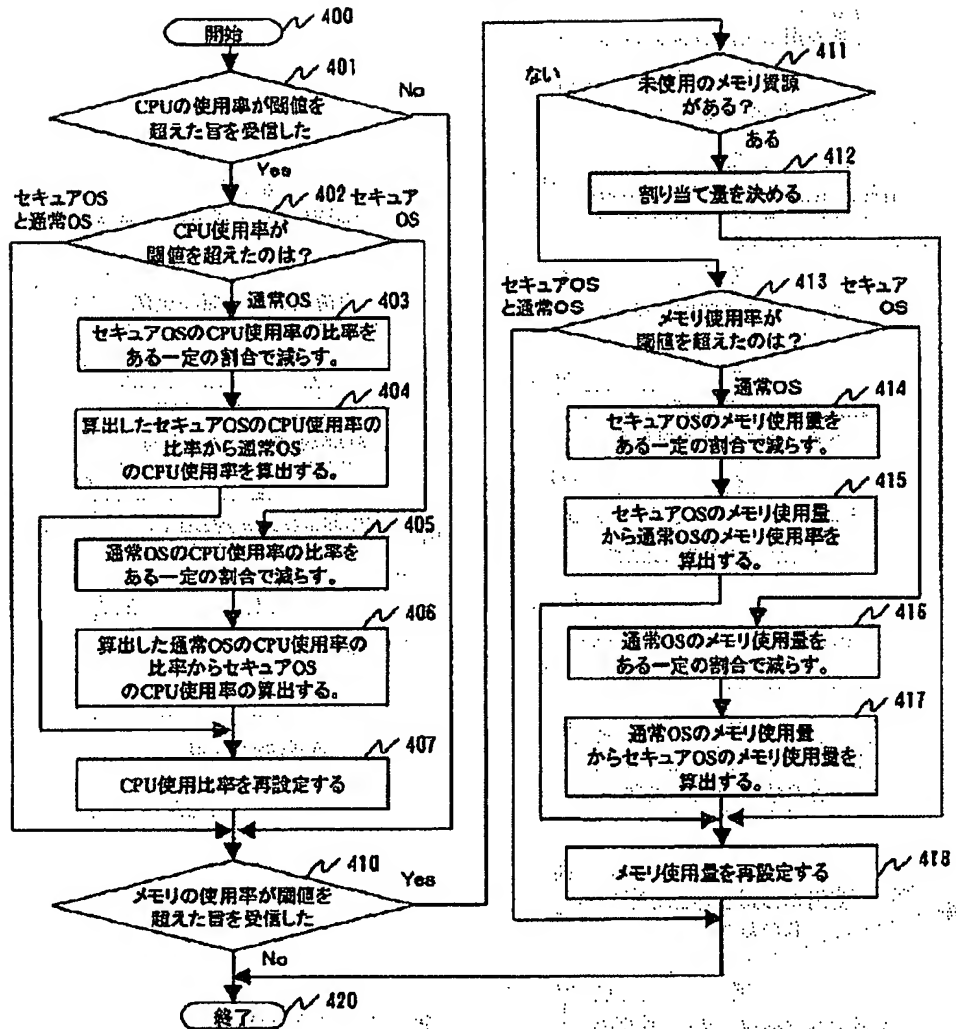 400
開始
401
CPUの使用率が閾値を
超えた旨を受信した
No
Yes
402
セキュアOS
と通常OS
セキュア
OS
CPU使用率が
閾値を超えたのは?
通常OS
403
セキュアOSのCPU使用率の比率を
ある一定の割合で減らす。
404
算出したセキュアOSのCPU使用率の
比率から通常OS
のCPU使用率を算出する。
405
通常OSのCPU使用率の比率を
ある一定の割合で減らす。
406
算出した通常OSのCPU使用率の
比率からセキュアOS
のCPU使用率の算出する。
407
CPU使用比率を再設定する
410
メモリの使用率が閾値を
超えた旨を受信した
Yes
No
420
終了
411
ない
未使用のメモリ資源
がある?
ある
412
割り当て量を決める
413
セキュアOS
と通常OS
セキュア
OS
メモリ使用率が
閾値を超えたのは?
通常OS
414
セキュアOSのメモリ使用量を
ある一定の割合で減らす。
415
セキュアOSのメモリ使用量
から通常OSのメモリ使用率を
算出する。
416
通常OSのメモリ使用量を
ある一定の割合で減らす。
417
通常OSのメモリ使用量
からセキュアOSのメモリ使用量を
算出する。
418
メモリ使用量を再設定する